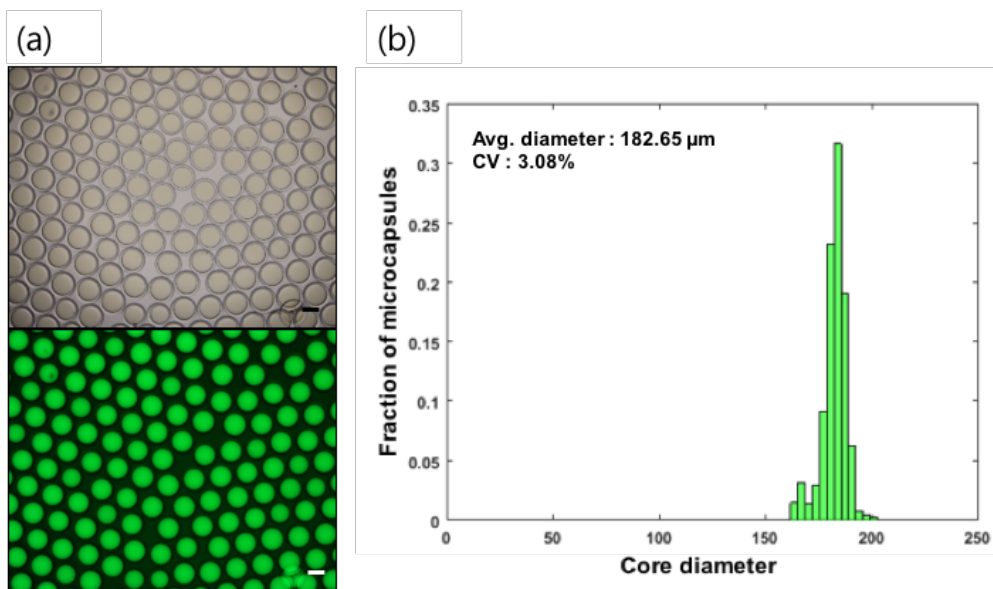 (a)
(b)
Avg. diameter : 182.65 µm
CV : 3.08%
Fraction of microcapsules
0.35
0.3
0.25
0.2
0.15
0.1
0.05
0
0
50
100
150
200
250
Core diameter